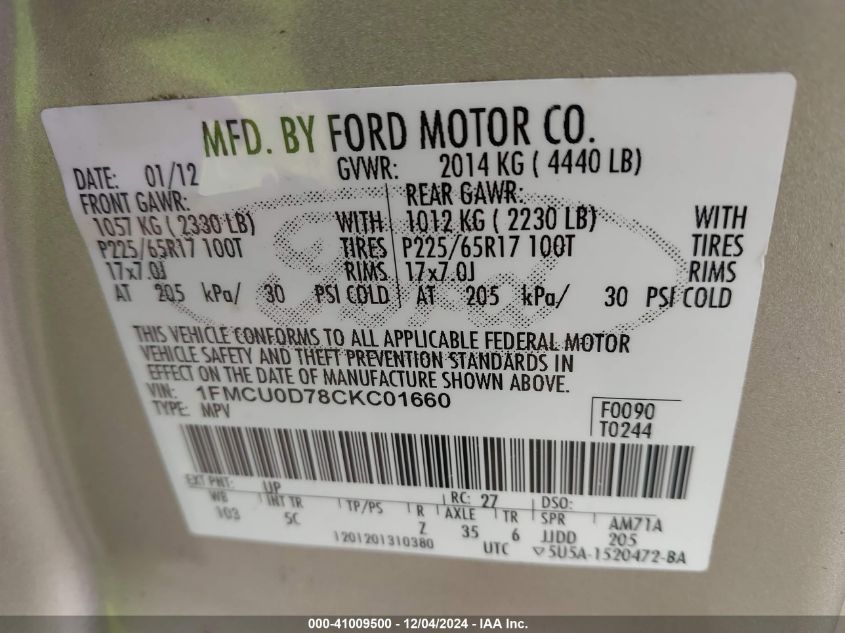 MFD. BY FORD MOTOR CO.
DATE: 01/12 GVWR: 2014 KG ( 4440 LB)
FRONT GAWR: REAR GAWR:
1057 KG ( 2330 LB) WITH 1012 KG ( 2230 LB) WITH
P225/65R17 100T TIRES P225/65R17 100T TIRES
17x7.0J RIMS 17x7.0J RIMS
AT 205 kPa/ 30 PSI COLD AT 205 kPa/ 30 PSI COLD
Ford
THIS VEHICLE CONFORMS TO ALL APPLICABLE FEDERAL MOTOR
VEHICLE SAFETY AND THEFT PREVENTION STANDARDS IN
EFFECT ON THE DATE OF MANUFACTURE SHOWN ABOVE.
VIN: 1FMCU0D78CKC01660
TYPE: MPV
F0090
T0244
EXT PNT: UP RC: 27 DSO:
WB INT TR TP/PS R AXLE TR SPR AM71A
103 5C Z 35 6 JJDD 205
1201201310380 UTC ▽5U5A-1520472-BA
000-41009500 - 12/04/2024 - IAA Inc.